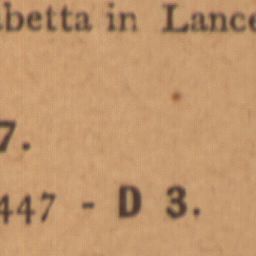 betta in Lance
7.
447 - D 3.